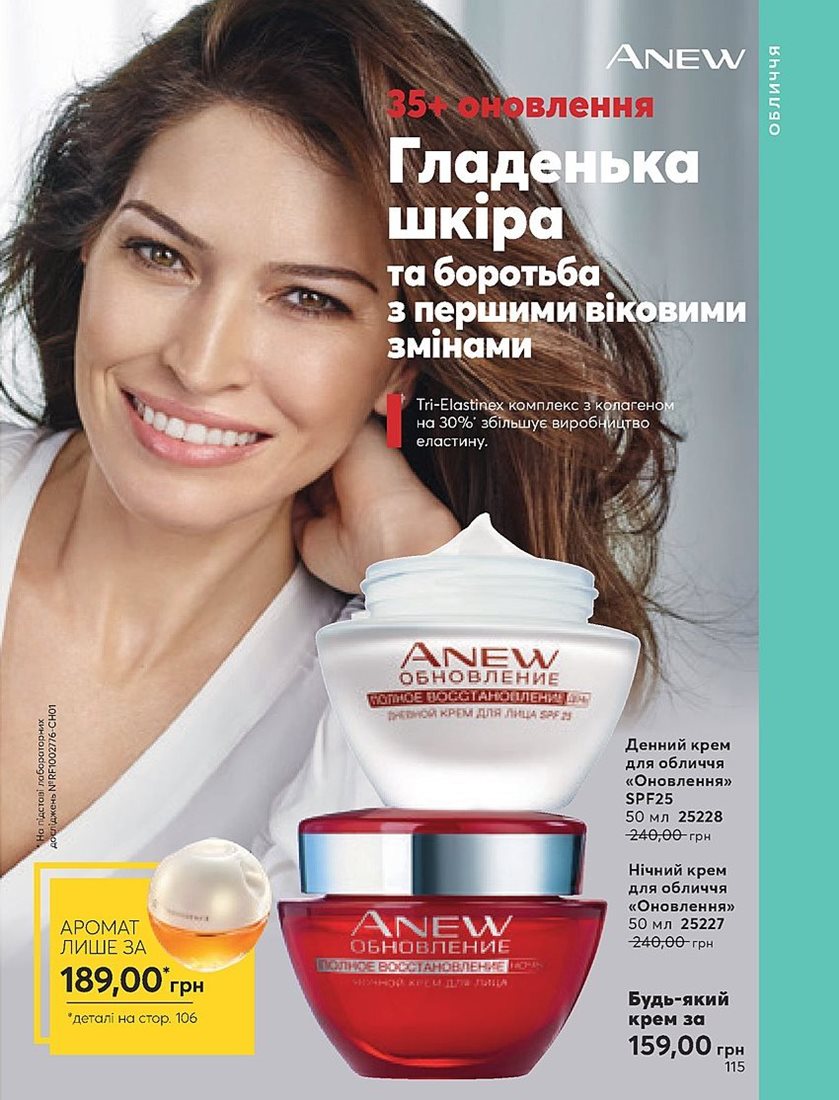 ANEW
ОБЛИЧЧЯ
35+ оновлення
Гладенька
шкіра
та боротьба
з першими віковими
змінами
Tri-Elastinex комплекс з колагеном
на 30%* збільшує виробництво
еластину.
ANEW
ОБНОВЛЕНИЕ
ПОЛНОЕ ВОССТАНОВЛЕНИЕ ДЕНЬ
ДНЕВНОЙ КРЕМ ДЛЯ ЛИЦА SPF 25
* На підставі лабораторних
досліджень №RF1002776-CH01
Денний крем
для обличчя
«Оновлення»
SPF25
50 мл 25228
240,00 грн
Нічний крем
для обличчя
«Оновлення»
50 мл 25227
240,00 грн
ANEW
ОБНОВЛЕНИЕ
ПОЛНОЕ ВОССТАНОВЛЕНИЕ НОЧЬ
НОЧНОЙ КРЕМ ДЛЯ ЛИЦА
АРОМАТ
ЛИШЕ ЗА
189,00* грн
*деталі на стор. 106
Будь-який
крем за
159,00 грн
115